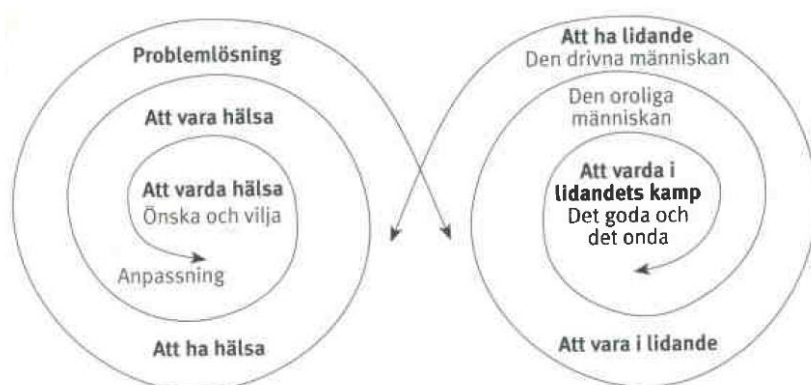 Problemlösning
Att vara hälsa
Att varda hälsa
Önska och vilja
Anpassning
Att ha hälsa
Att ha lidande
Den drivna människan
Den oroliga
människan
Att varda i
lidandets kamp
Det goda och
det onda
Att vara i lidande